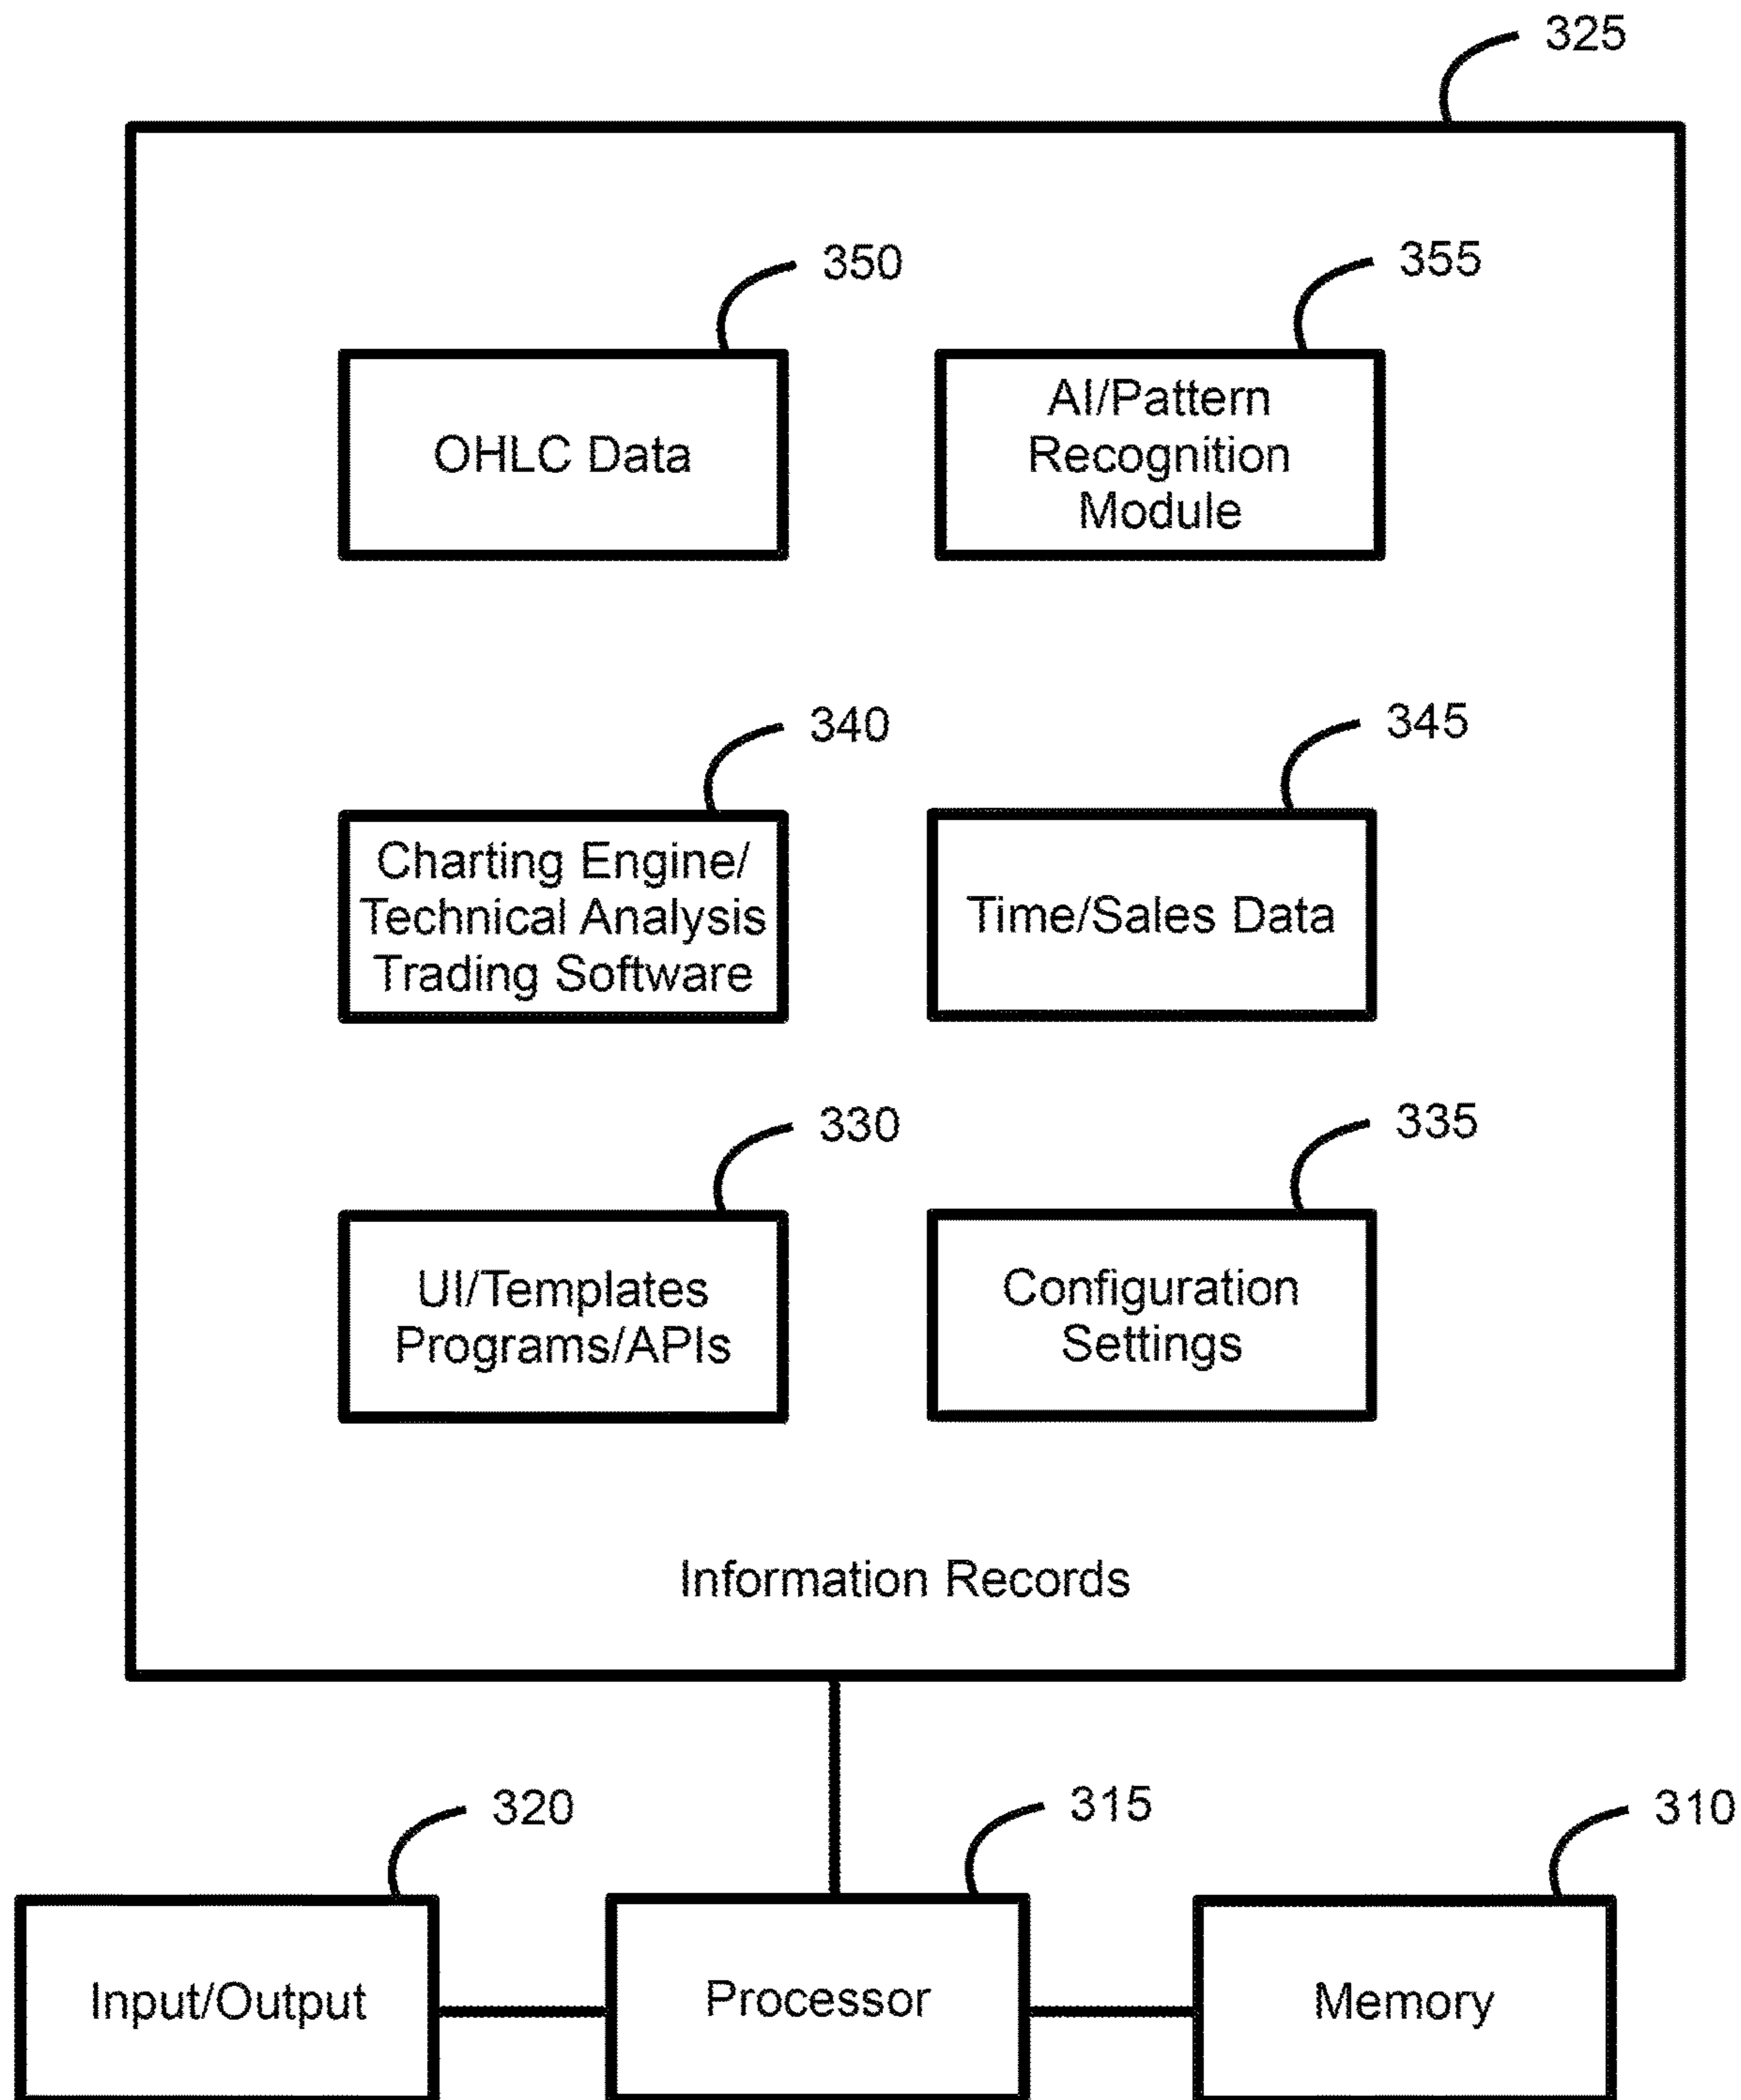 325
350
355
OHLC Data
AI/Pattern
Recognition
Module
340
345
Charting Engine/
Technical Analysis
Trading Software
Time/Sales Data
330
335
UI/Templates
Programs/APIs
Configuration
Settings
Information Records
320
315
310
Input/Output
Processor
Memory